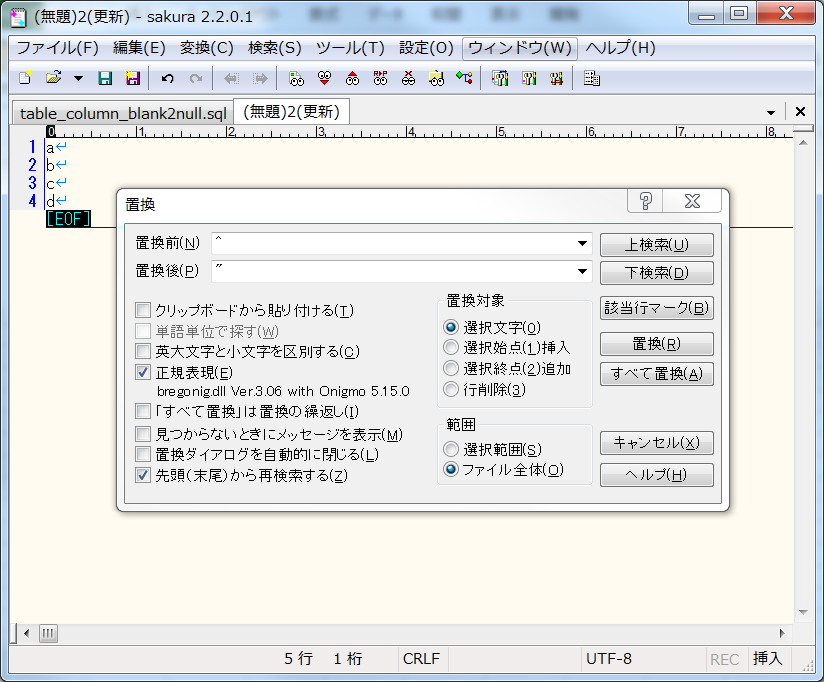 (無題)2(更新) - sakura 2.2.0.1
ファイル(F) 編集(E) 変換(C) 検索(S) ツール(T) 設定(O) ウィンドウ(W) ヘルプ(H)
table_column_blank2null.sql (無題)2(更新)
0 1 2 3 4 5 6 7 8
1 a↵
2 b↵
3 c↵
4 d↵
[EOF]
置換
置換前(N) ^
置換後(P) "
上検索(U)
下検索(D)
該当行マーク(B)
置換(R)
すべて置換(A)
キャンセル(X)
ヘルプ(H)
クリップボードから貼り付ける(T)
単語単位で探す(W)
英大文字と小文字を区別する(C)
正規表現(E)
bregonig.dll Ver.3.06 with Onigmo 5.15.0
「すべて置換」は置換の繰返し(I)
見つからないときにメッセージを表示(M)
置換ダイアログを自動的に閉じる(L)
先頭(末尾)から再検索する(Z)
置換対象
選択文字(0)
選択始点(1)挿入
選択終点(2)追加
行削除(3)
範囲
選択範囲(S)
ファイル全体(O)
5 行 1 桁 CRLF UTF-8 REC 挿入